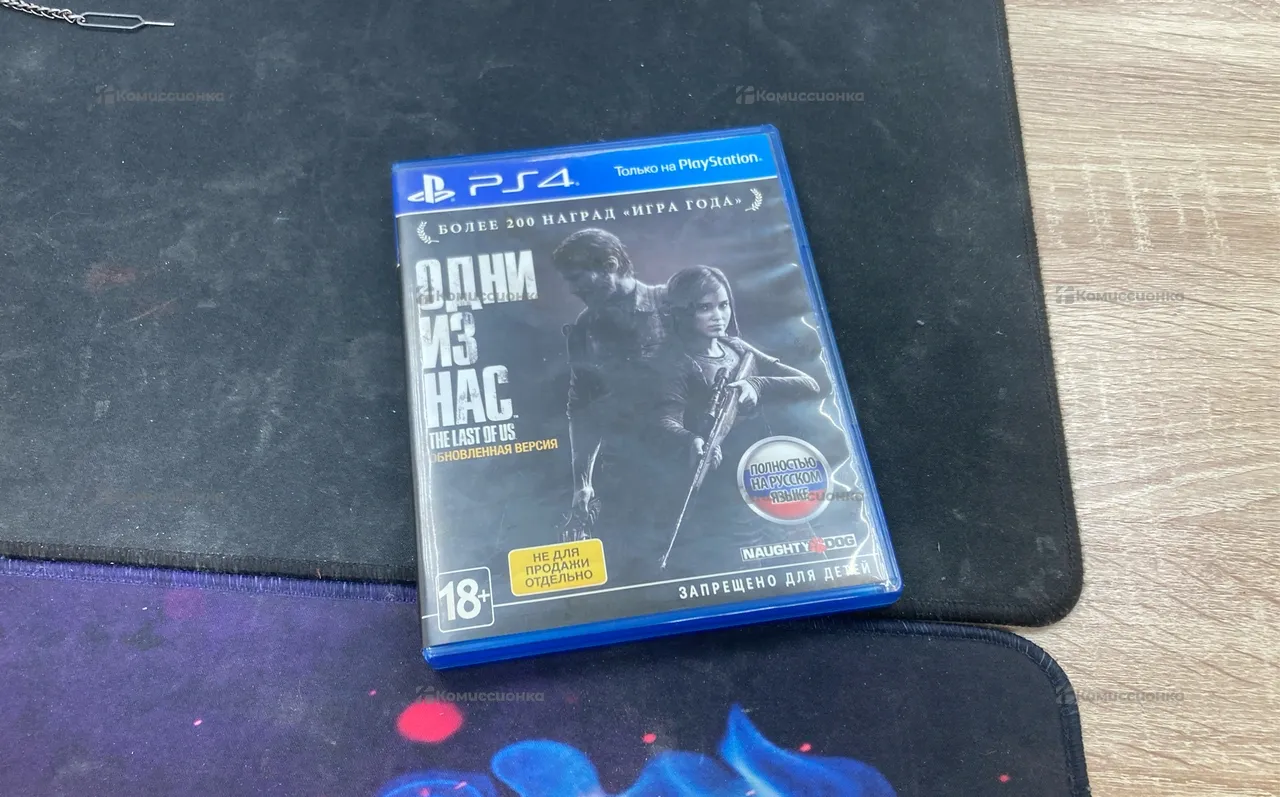 Комиссионка
Комиссионка
PS4
Только на PlayStation.
БОЛЕЕ 200 НАГРАД «ИГРА ГОДА»
ОДНИ
Комиссионка
Комиссионка
ИЗ
НАС
THE LAST OF US
ОБНОВЛЕННАЯ ВЕРСИЯ
ПОЛНОСТЬЮ
НА РУССКОМ
ЯЗЫКЕ
Комиссионка
Комиссионка
NAUGHTY DOG
НЕ ДЛЯ
ПРОДАЖИ
ОТДЕЛЬНО
18+
ЗАПРЕЩЕНО ДЛЯ ДЕТЕЙ
Комиссионка
Комиссионка